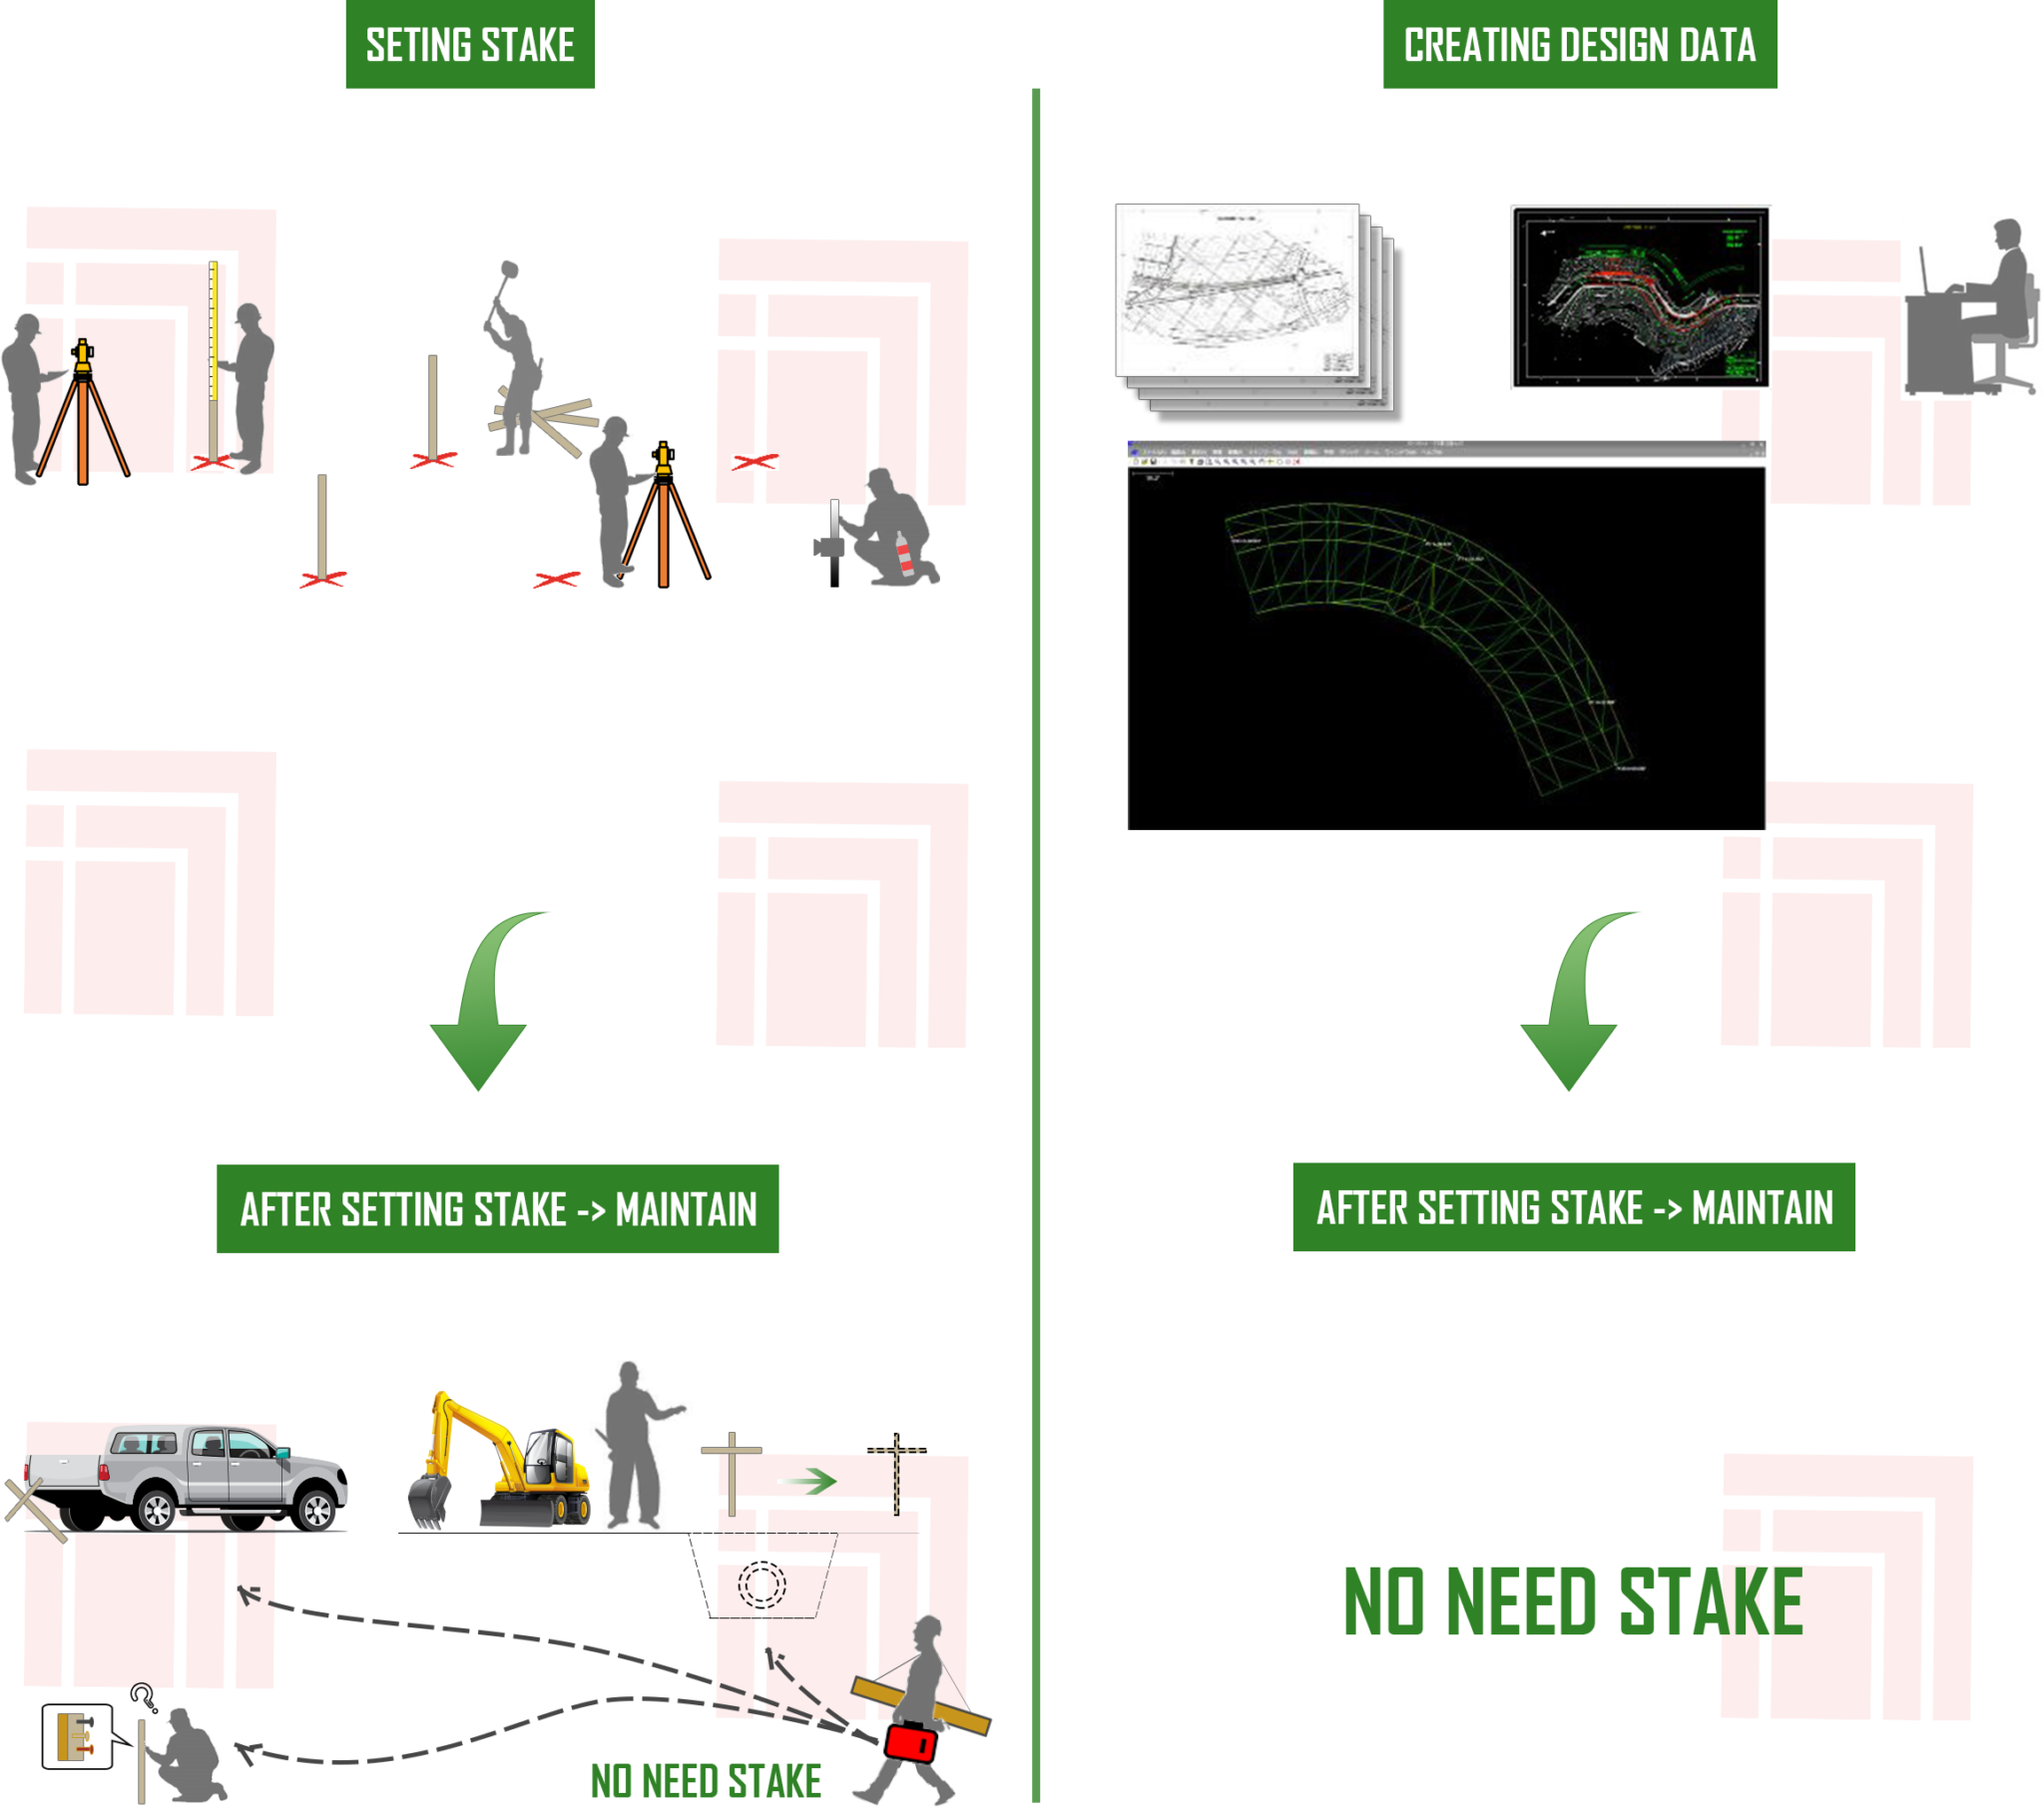 SETING STAKE
AFTER SETTING STAKE -> MAINTAIN
NO NEED STAKE
CREATING DESIGN DATA
AFTER SETTING STAKE -> MAINTAIN
NO NEED STAKE